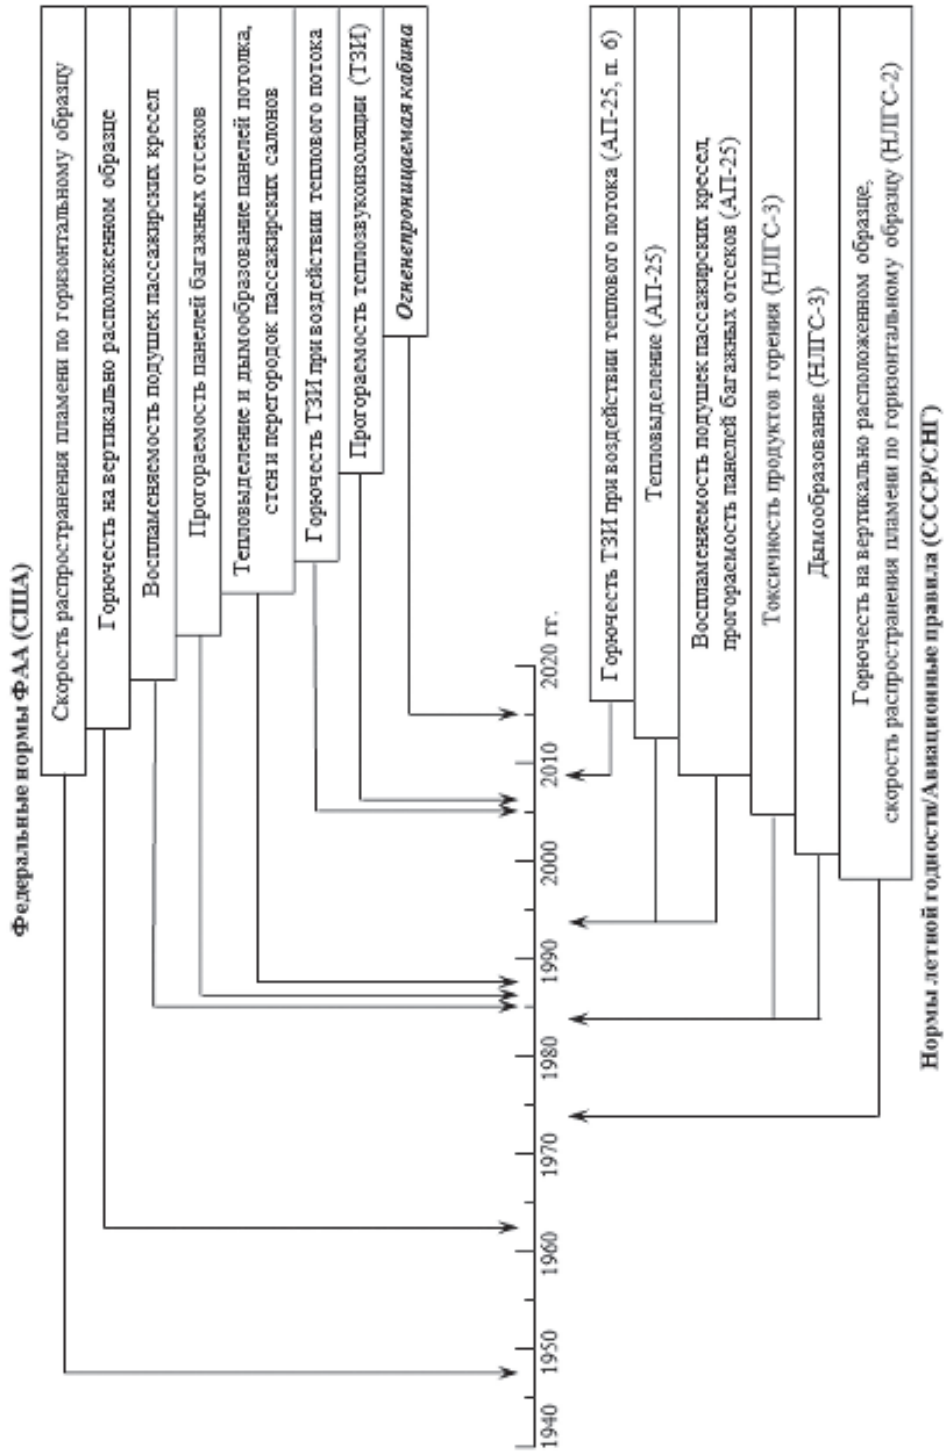 Федеральные нормы ФАА (США)
Скорость распространения пламени по горизонтальному образцу
Горючесть на вертикально расположенном образце
Воспламеняемость подушек пассажирских кресел
Прогораемость панелей багажных отсеков
Тепловыделение и дымообразование панелей потолка,
стен и перегородок пассажирских салонов
Горючесть ТЗИ при воздействии теплового потока
Прогораемость теплозвукоизоляции (ТЗИ)
Огненепроницаемая кабина
1940 1950 1960 1970 1980 1990 2000 2010 2020 гг.
Горючесть ТЗИ при воздействии теплового потока (АП-25, п. б)
Тепловыделение (АП-25)
Воспламеняемость подушек пассажирских кресел,
прогораемость панелей багажных отсеков (АП-25)
Токсичность продуктов горения (НЛГС-3)
Дымообразование (НЛГС-3)
Горючесть на вертикально расположенном образце,
скорость распространения пламени по горизонтальному образцу (НЛГС-2)
Нормы летной годности/Авиационные правила (СССР/СНГ)